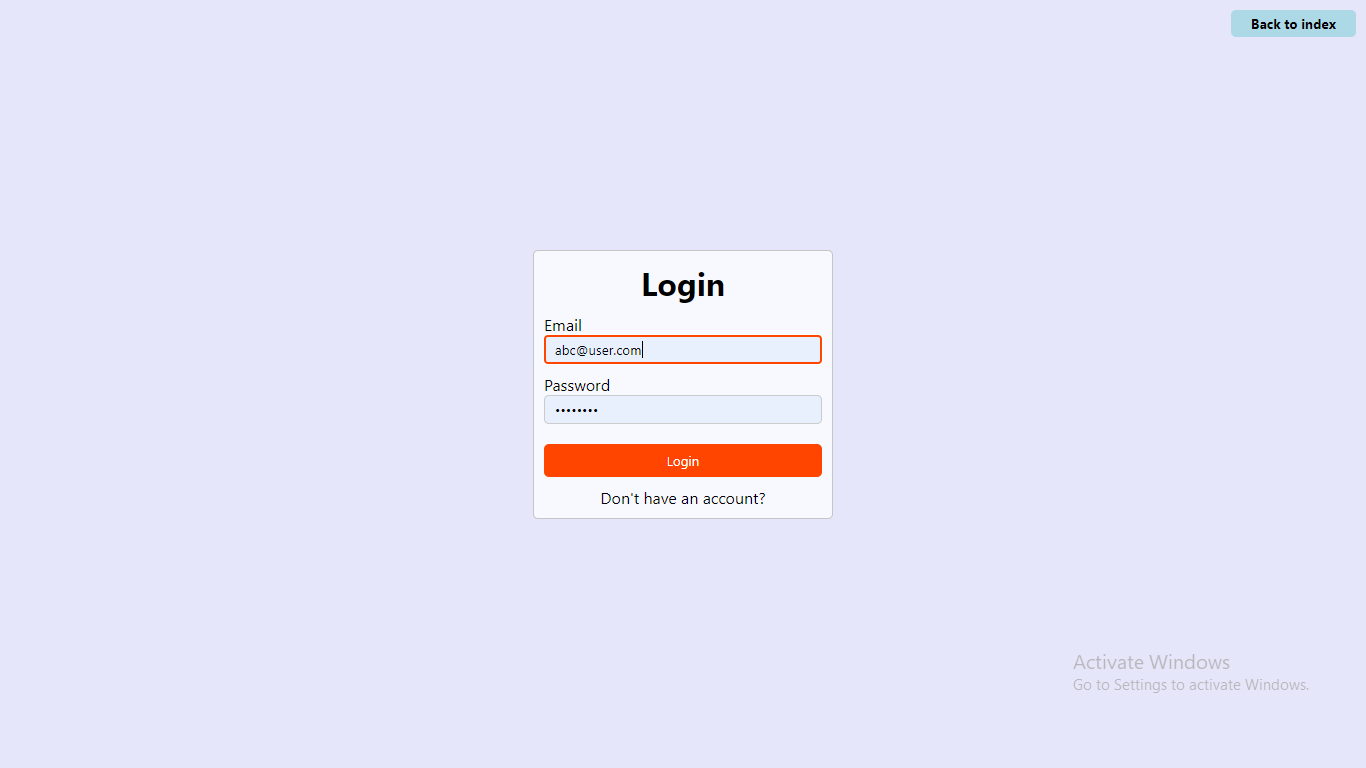 Back to index
Login
Email
abc@user.com
Password
••••••••
Login
Don't have an account?
Activate Windows
Go to Settings to activate Windows.